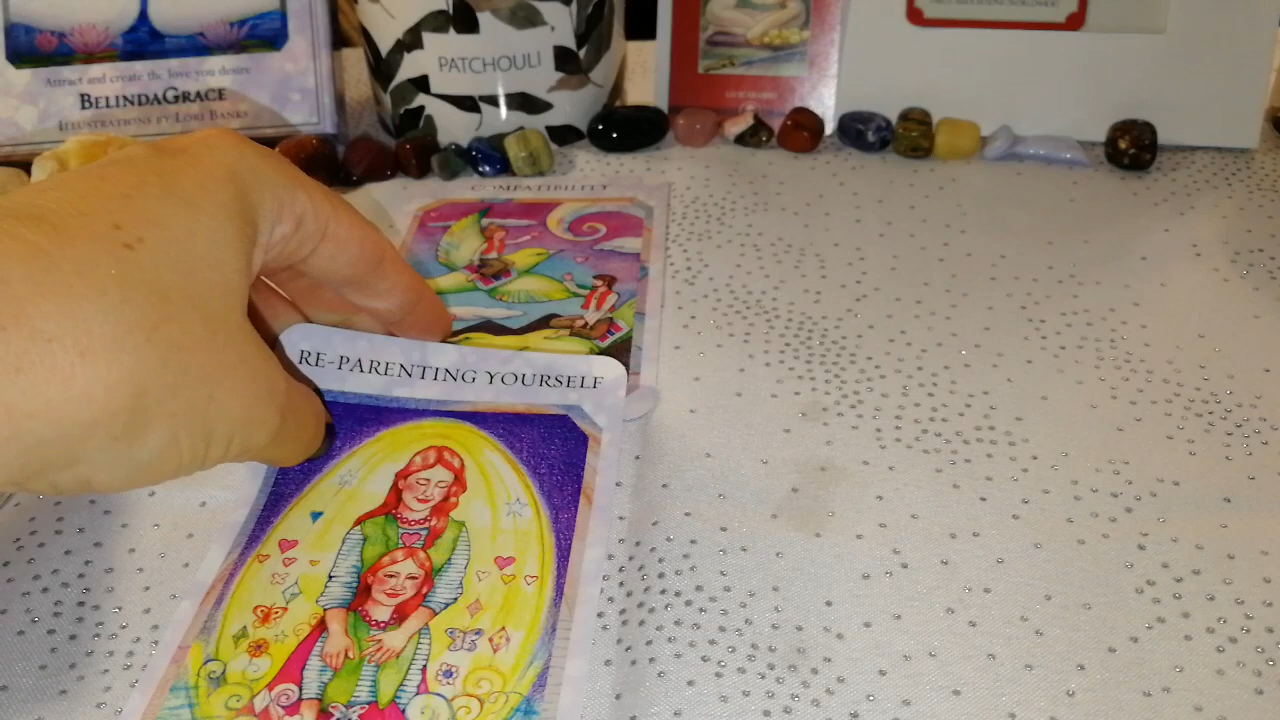 Attract and create the love you desire
BELINDAGRACE
ILLUSTRATIONS BY LORI BANKS
PATCHOULI
COMPATIBILITY
RE-PARENTING YOURSELF